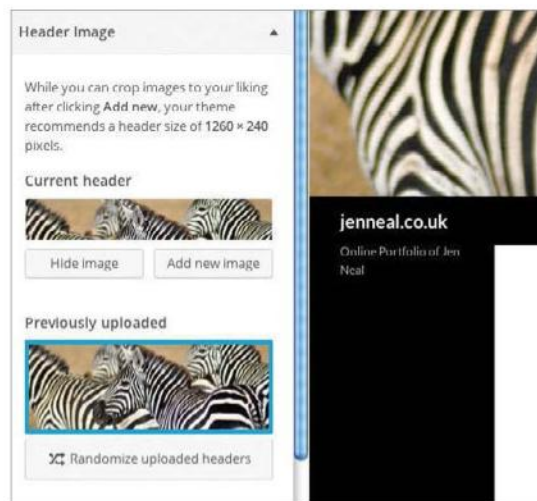 Header Image
While you can crop images to your liking
after clicking Add new, your theme
recommends a header size of 1260 × 240
pixels.
Current header
Hide image
Add new image
Previously uploaded
Randomize uploaded headers
jenneal.co.uk
Online Portfolio of Jen
Neal